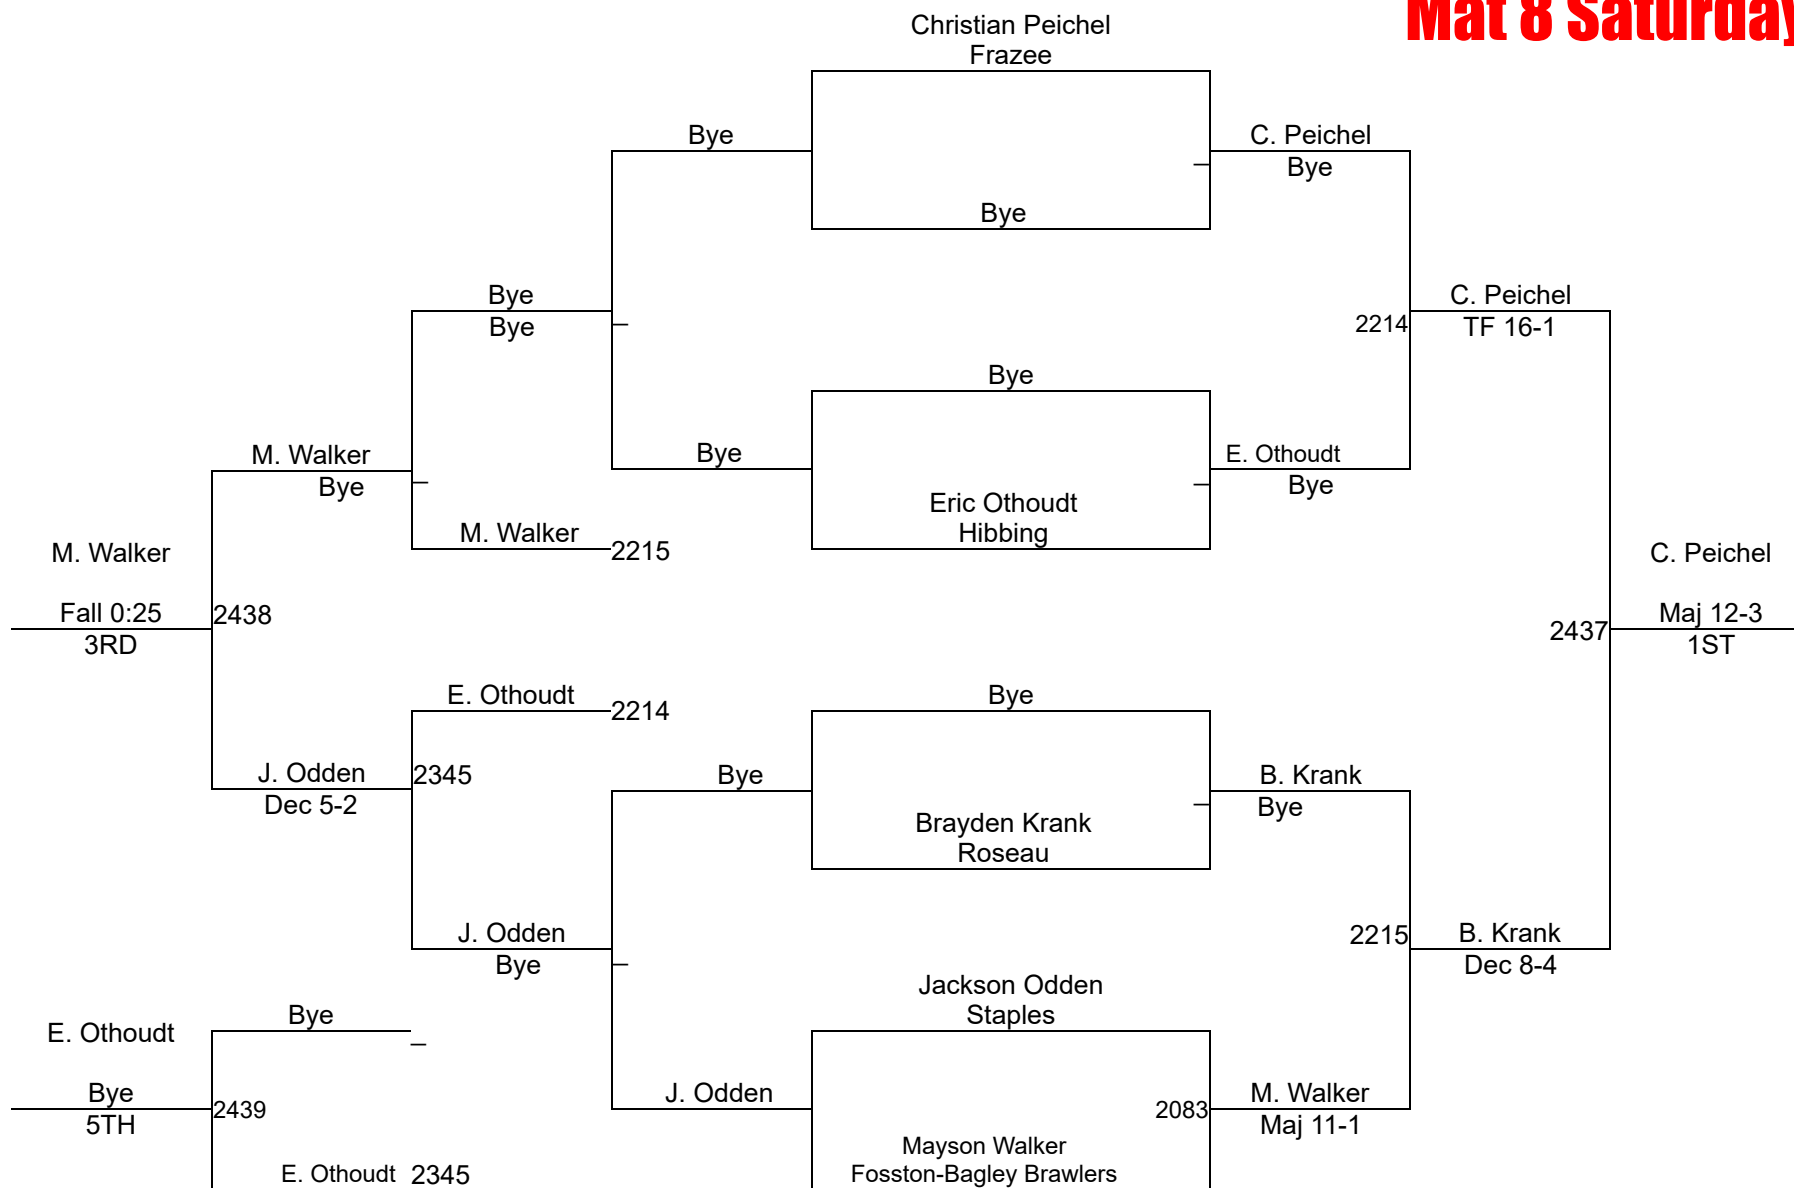 Mat 8 Saturday
Christian Peichel
Frazee
Bye
C. Peichel
Bye
Bye
Bye
Bye
C. Peichel
2214
TF 16-1
Bye
M. Walker
Bye
E. Othoudt
Bye
Bye
Eric Othoudt
Hibbing
M. Walker
2215
M. Walker
C. Peichel
Fall 0:25
2438
Maj 12-3
3RD
2437
1ST
E. Othoudt
2214
Bye
J. Odden
2345
Bye
B. Krank
Dec 5-2
Bye
Brayden Krank
Roseau
J. Odden
2215
B. Krank
Bye
Dec 8-4
Jackson Odden
Staples
Bye
E. Othoudt
Bye
J. Odden
M. Walker
2439
2083
5TH
Maj 11-1
Mayson Walker
Fosston-Bagley Brawlers
E. Othoudt
2345